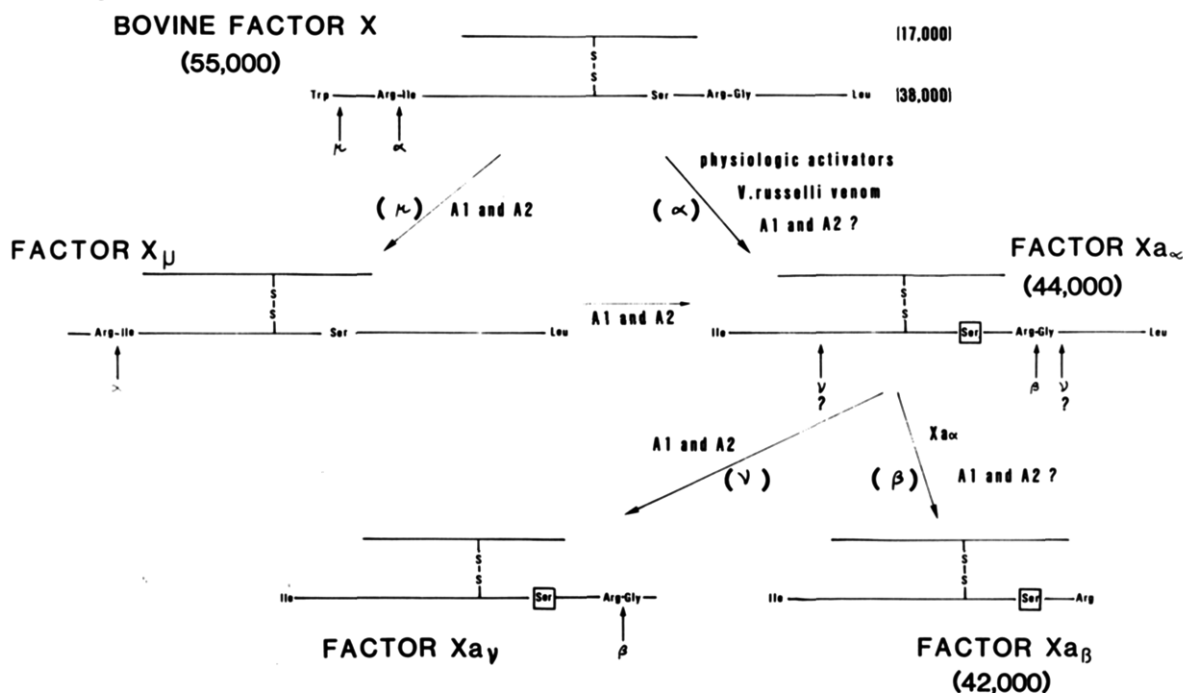 BOVINE FACTOR X
(55,000)
(17,000)
S
S
Trp Arg-Ile Ser Arg-Gly Leu
(38,000)
μ α
physiologic activators
V.russelli venom
A1 and A2 ?
(μ) A1 and A2
(α)
FACTOR Xμ
FACTOR Xa∝
(44,000)
S
S
S
S
Arg-Ile Ser Leu
A1 and A2
Ile Ser Arg-Gly Leu
ν
?
β
ν
?
A1 and A2
(ν)
Xaα
(β) A1 and A2 ?
S
S
S
S
Ile Ser Arg-Gly
Ile Ser Arg
β
FACTOR Xaγ
FACTOR Xaβ
(42,000)